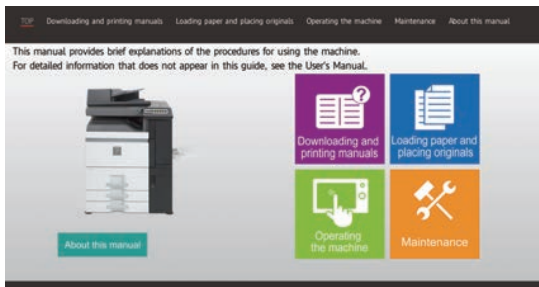 TOP Downloading and printing manuals Loading paper and placing originals Operating the machine Maintenance About this manual
This manual provides brief explanations of the procedures for using the machine.
For detailed information that does not appear in this guide, see the User's Manual.
?
Downloading and
printing manuals
Loading paper and
placing originals
About this manual
Operating
the machine
Maintenance